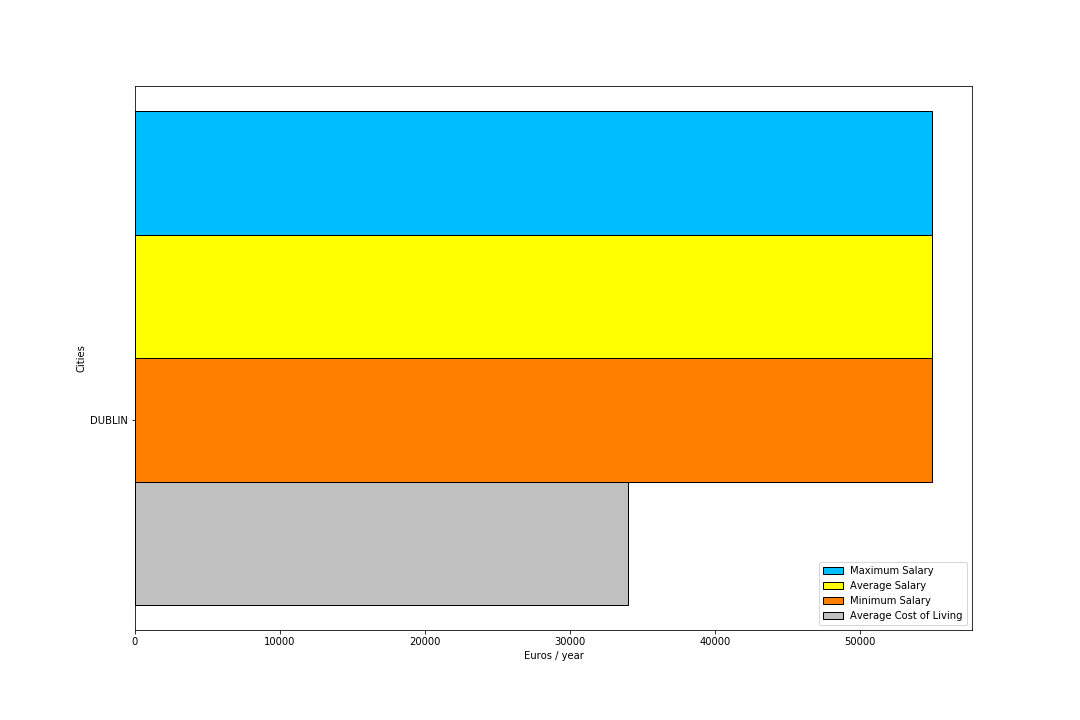 Cities
DUBLIN
Maximum Salary
Average Salary
Minimum Salary
Average Cost of Living
0 10000 20000 30000 40000 50000
Euros / year